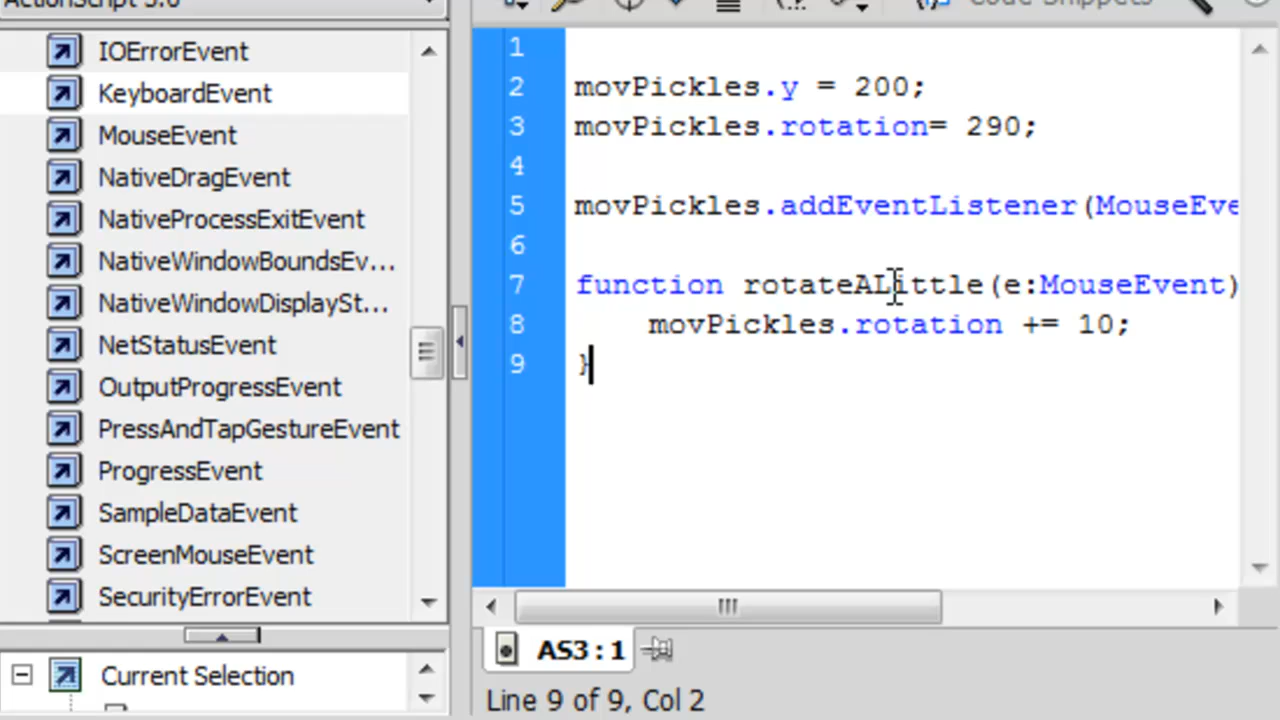 ActionScript 3.0
IOErrorEvent
KeyboardEvent
MouseEvent
NativeDragEvent
NativeProcessExitEvent
NativeWindowBoundsEv...
NativeWindowDisplaySt...
NetStatusEvent
OutputProgressEvent
PressAndTapGestureEvent
ProgressEvent
SampleDataEvent
ScreenMouseEvent
SecurityErrorEvent
Current Selection
Code Snippets
1
2 movPickles.y = 200;
3 movPickles.rotation= 290;
4
5 movPickles.addEventListener(MouseEve
6
7 function rotateALittle(e:MouseEvent)
8 movPickles.rotation += 10;
9 }
AS3 : 1
Line 9 of 9, Col 2